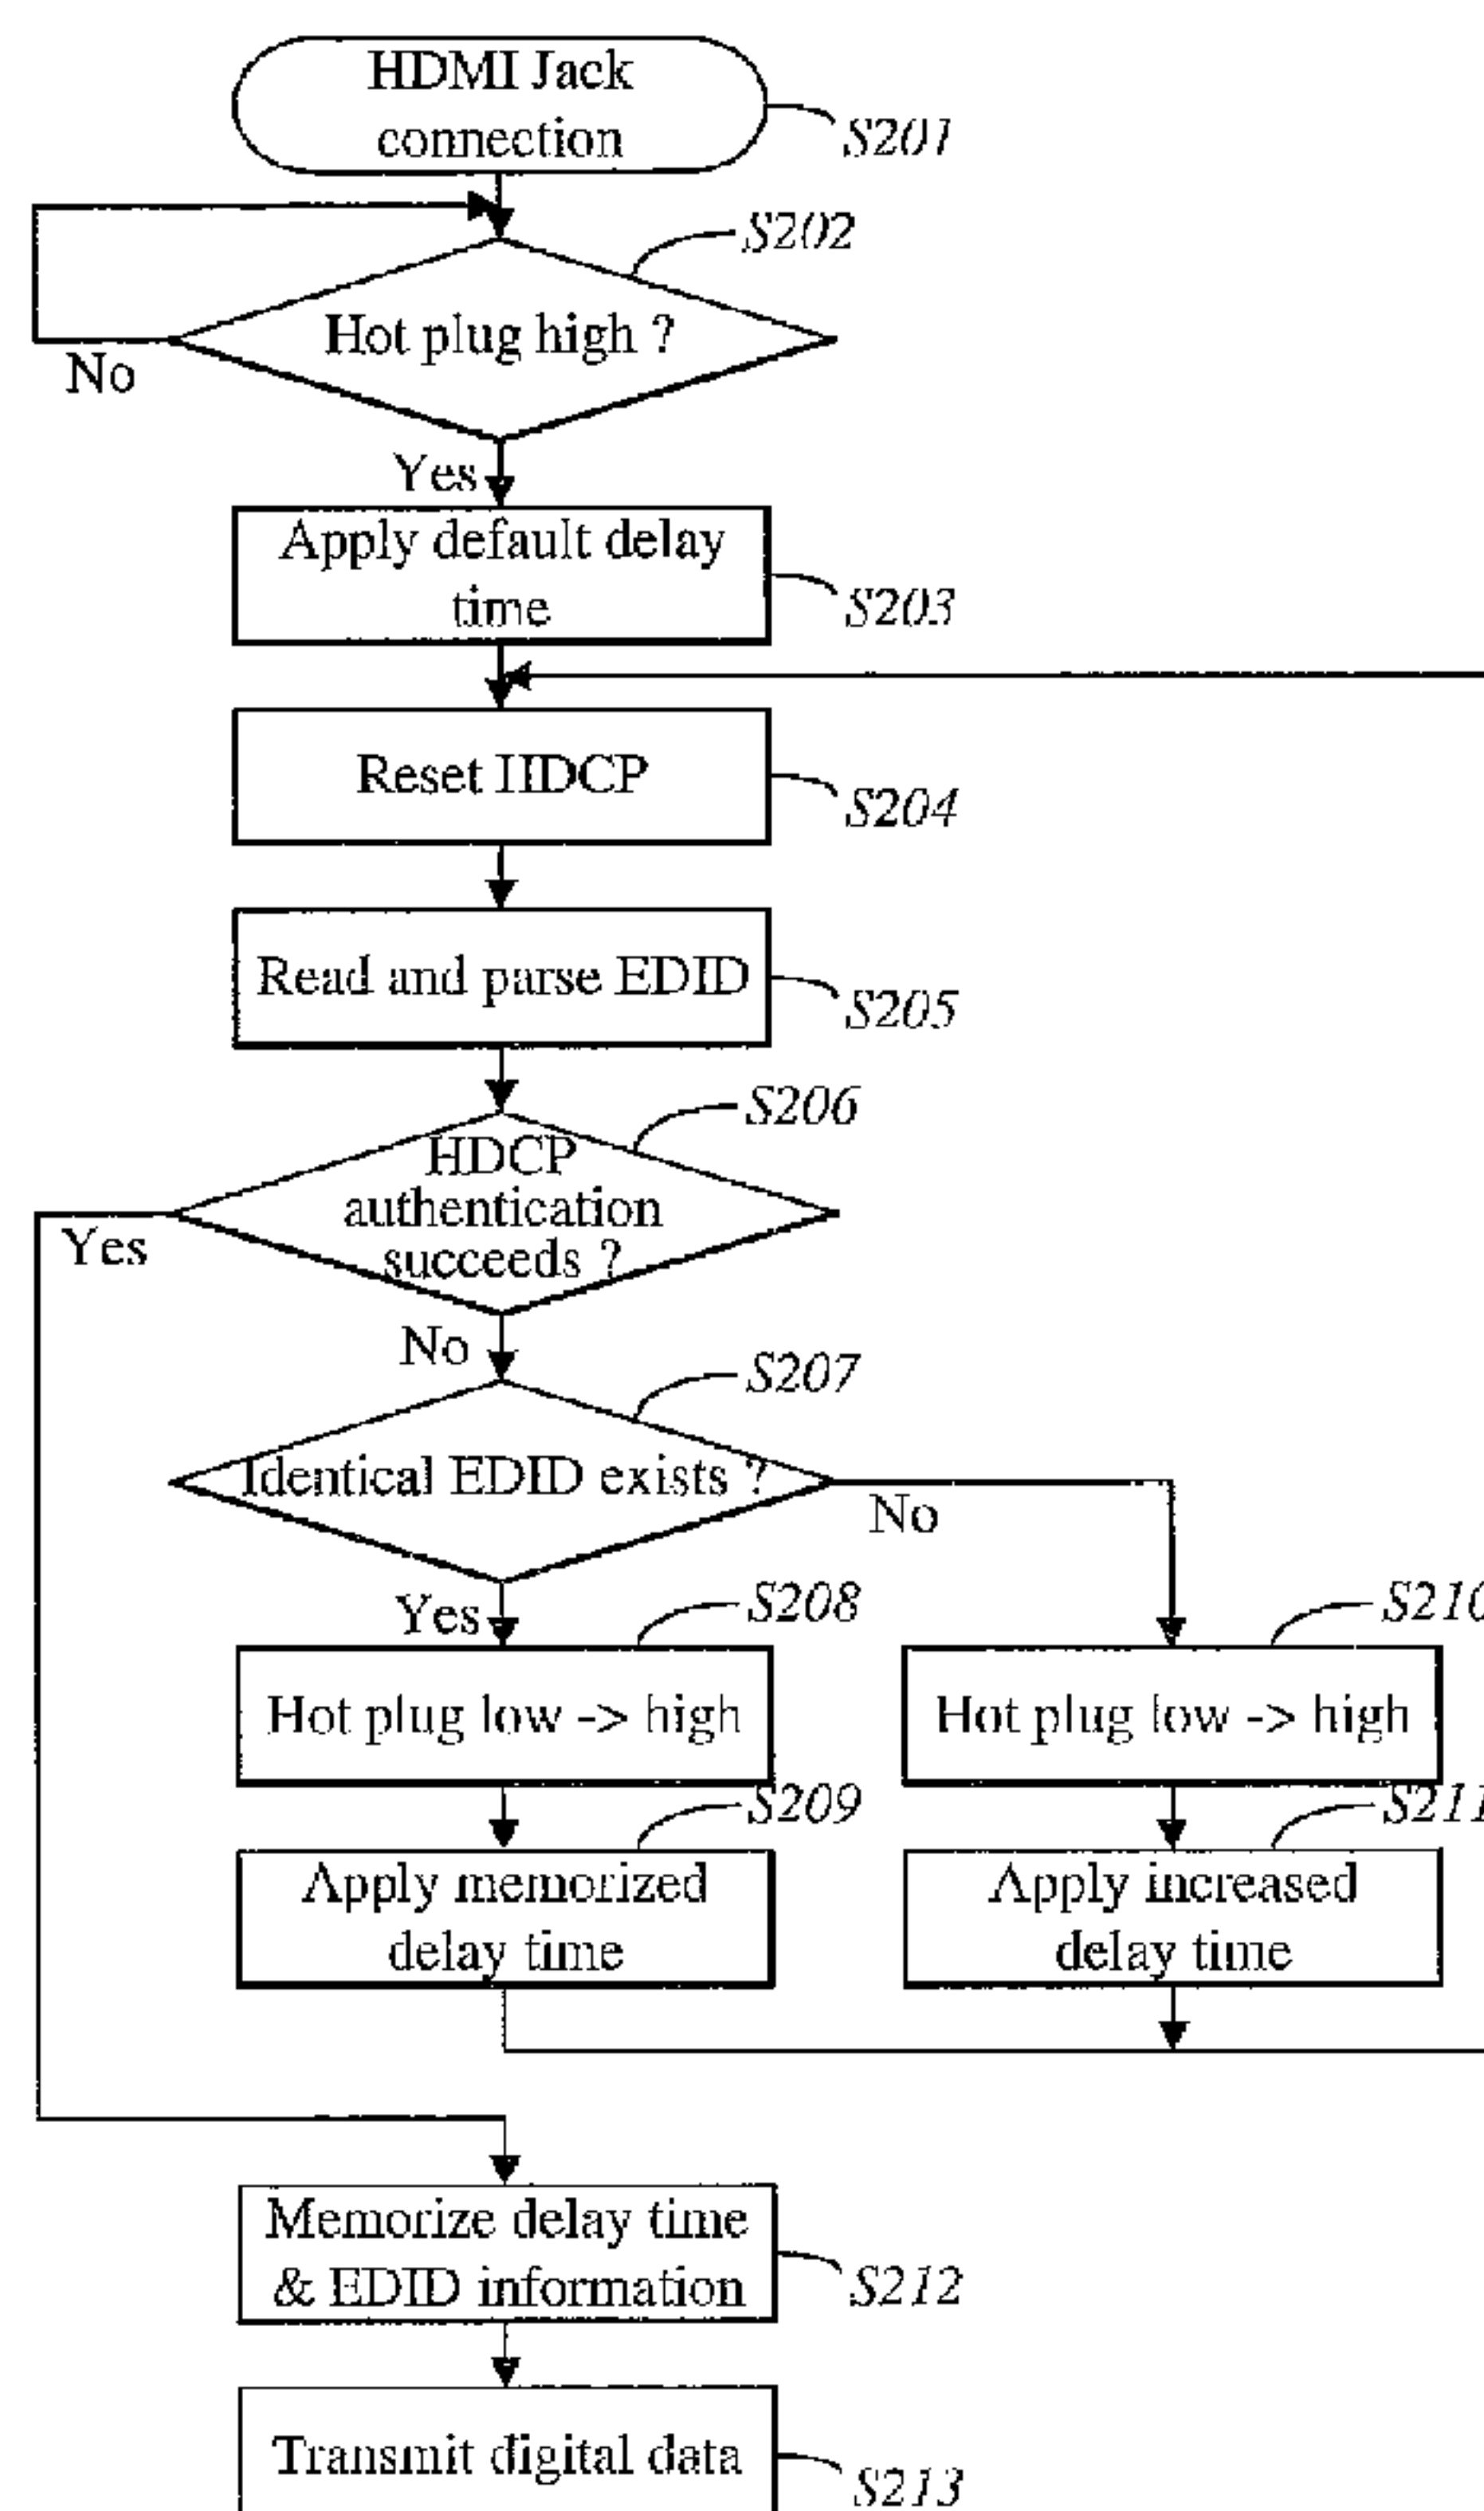 HDMI Jack
connection
S201
S202
Hot plug high ?
No
Yes
Apply default delay
time
S203
Reset HDCP
S204
Read and parse EDID
S205
S206
HDCP
authentication
succeeds ?
Yes
No
S207
Identical EDID exists ?
No
Yes
S208
S210
Hot plug low -> high
Hot plug low -> high
S209
S211
Apply memorized
delay time
Apply increased
delay time
Memorize delay time
& EDID information
S212
Transmit digital data
S213